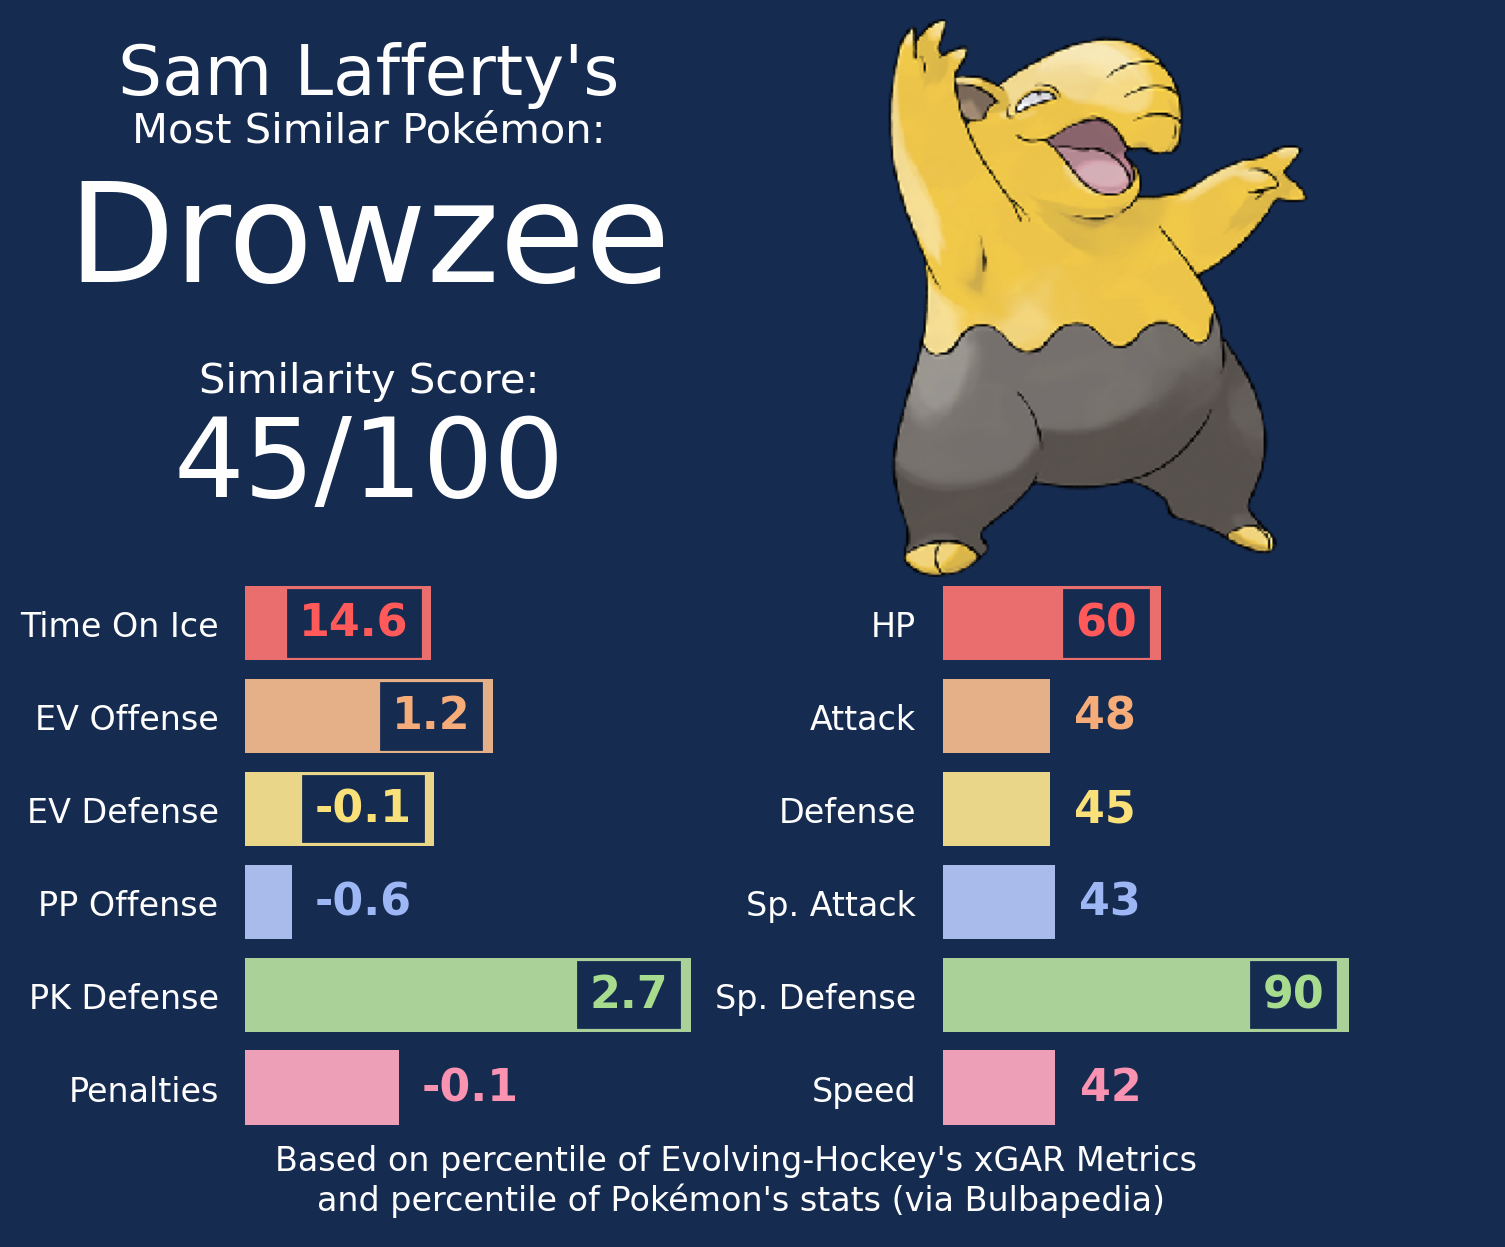 Sam Lafferty's
Most Similar Pokémon:
Drowzee
Similarity Score:
45/100
Time On Ice 14.6
EV Offense 1.2
EV Defense -0.1
PP Offense -0.6
PK Defense 2.7
Penalties -0.1
HP 60
Attack 48
Defense 45
Sp. Attack 43
Sp. Defense 90
Speed 42
Based on percentile of Evolving-Hockey's xGAR Metrics
and percentile of Pokémon's stats (via Bulbapedia)